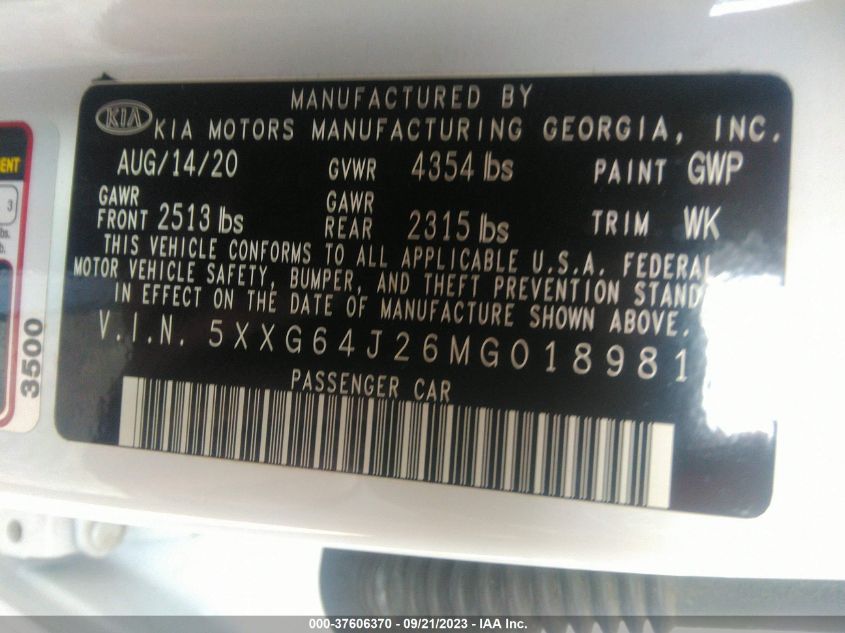 MANUFACTURED BY
KIA KIA MOTORS MANUFACTURING GEORGIA, INC.
AUG/14/20 GVWR 4354 lbs PAINT GWP
GAWR FRONT 2513 lbs GAWR REAR 2315 lbs TRIM WK
THIS VEHICLE CONFORMS TO ALL APPLICABLE U.S.A. FEDERAL
MOTOR VEHICLE SAFETY, BUMPER, AND THEFT PREVENTION STAND
IN EFFECT ON THE DATE OF MANUFACTURE SHOWN ABOVE.
V.I.N. 5XXG64J26MG018981
PASSENGER CAR
3500
3
000-37606370 - 09/21/2023 - IAA Inc.